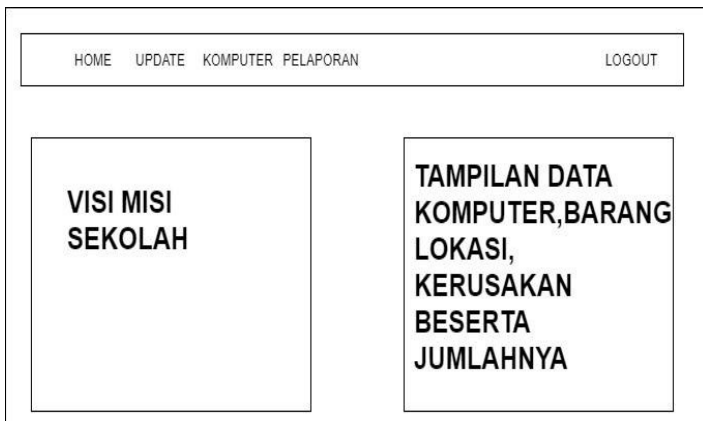 HOME UPDATE KOMPUTER PELAPORAN LOGOUT
VISI MISI
SEKOLAH
TAMPILAN DATA
KOMPUTER,BARANG
LOKASI,
KERUSAKAN
BESERTA
JUMLAHNYA